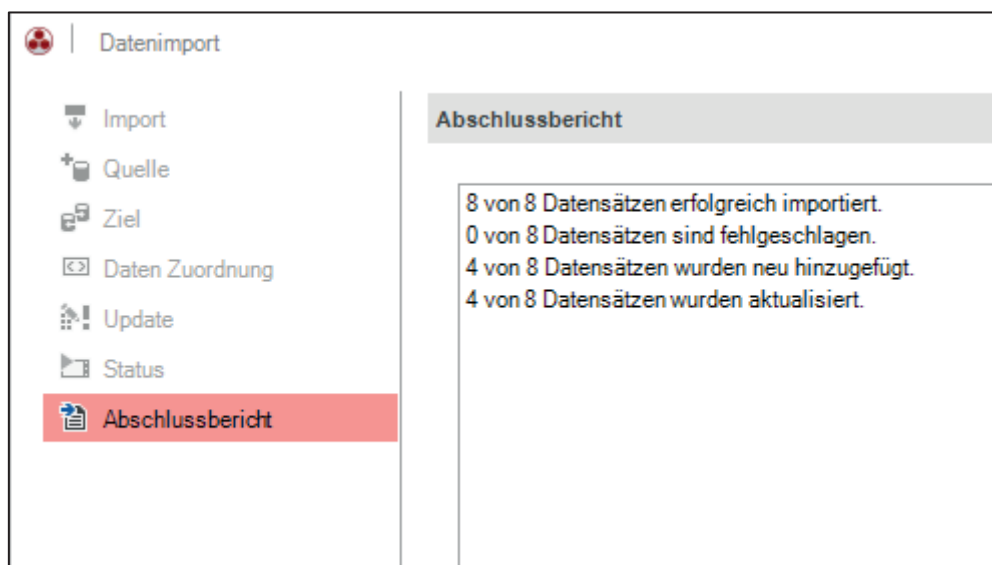 Datenimport
Import
Quelle
Ziel
Daten Zuordnung
Update
Status
Abschlussbericht
Abschlussbericht
8 von 8 Datensätzen erfolgreich importiert.
0 von 8 Datensätzen sind fehlgeschlagen.
4 von 8 Datensätzen wurden neu hinzugefügt.
4 von 8 Datensätzen wurden aktualisiert.